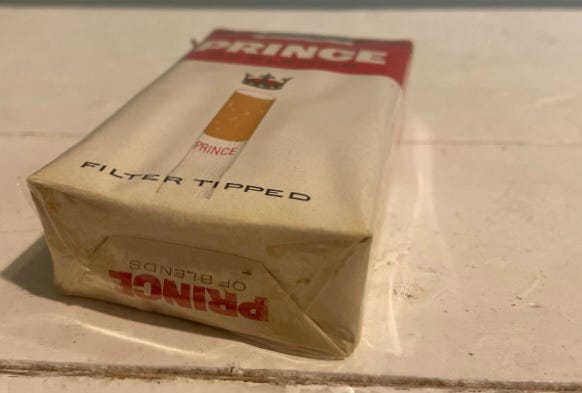 PRINCE
PRINCE
FILTER TIPPED
PRINCE
OF BLENDS